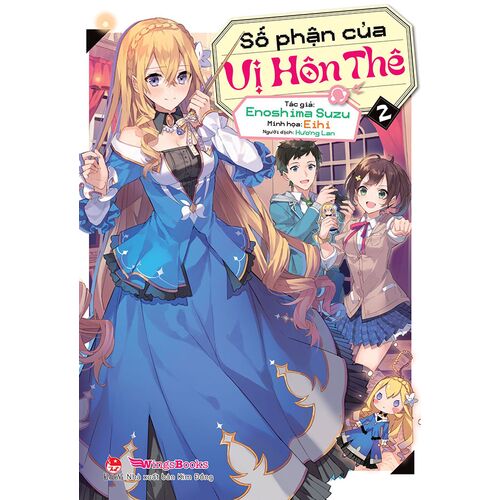 Số phận của
Vị Hôn Thê
Tác giả:
Enoshima Suzu
Minh họa: Eihi
Người dịch: Hương Lan
2
WingsBooks
Nhà xuất bản Kim Đồng